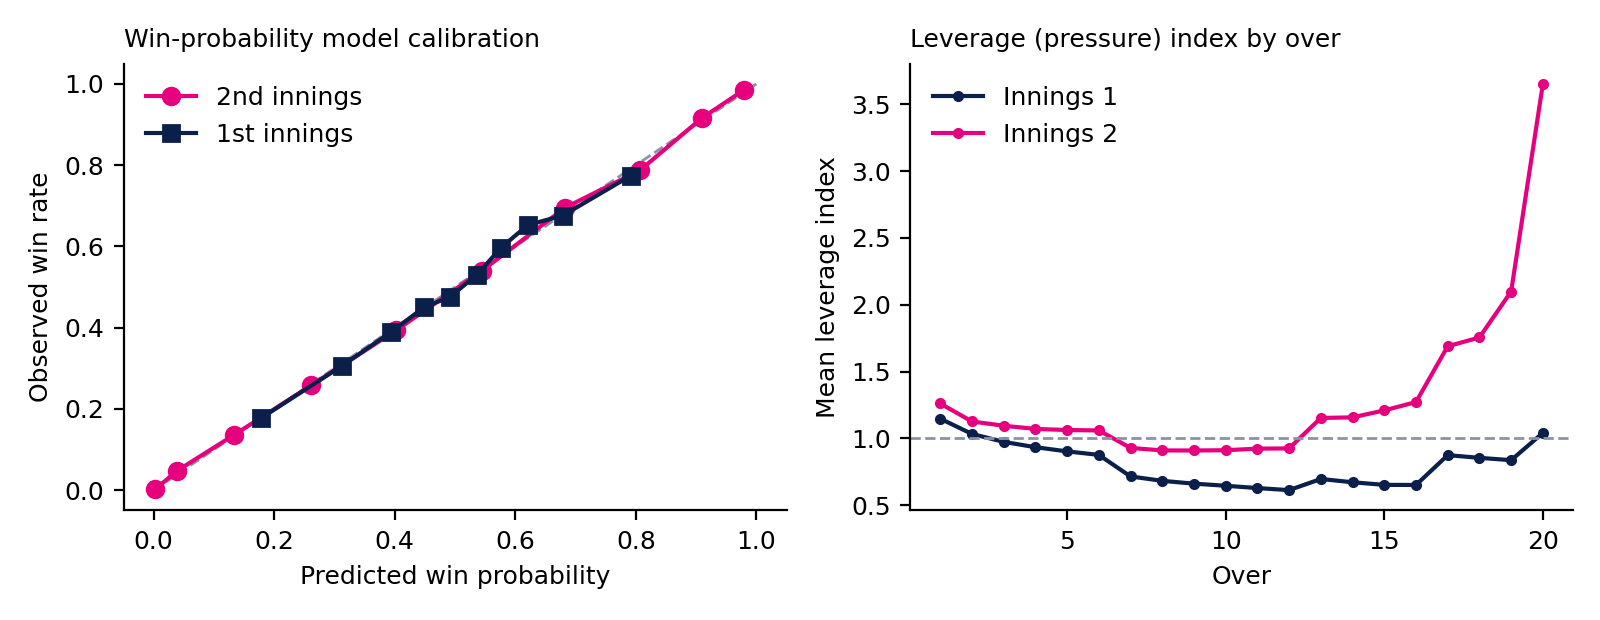 Win-probability model calibration
2nd innings
1st innings
1.0
0.8
0.6
0.4
0.2
0.0
Observed win rate
0.0 0.2 0.4 0.6 0.8 1.0
Predicted win probability
Leverage (pressure) index by over
Innings 1
Innings 2
3.5
3.0
2.5
2.0
1.5
1.0
0.5
Mean leverage index
5 10 15 20
Over